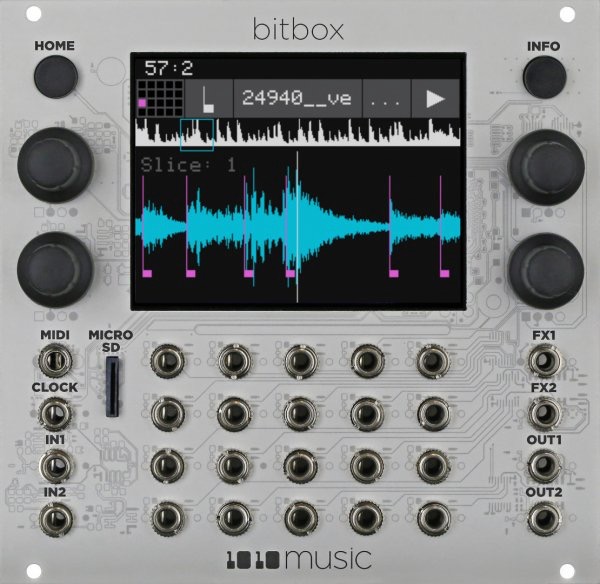 bitbox
HOME
INFO
57:2
24940__ve
...
Slice: 1
MIDI
MICRO
SD
FX1
CLOCK
FX2
IN1
OUT1
IN2
OUT2
1010music